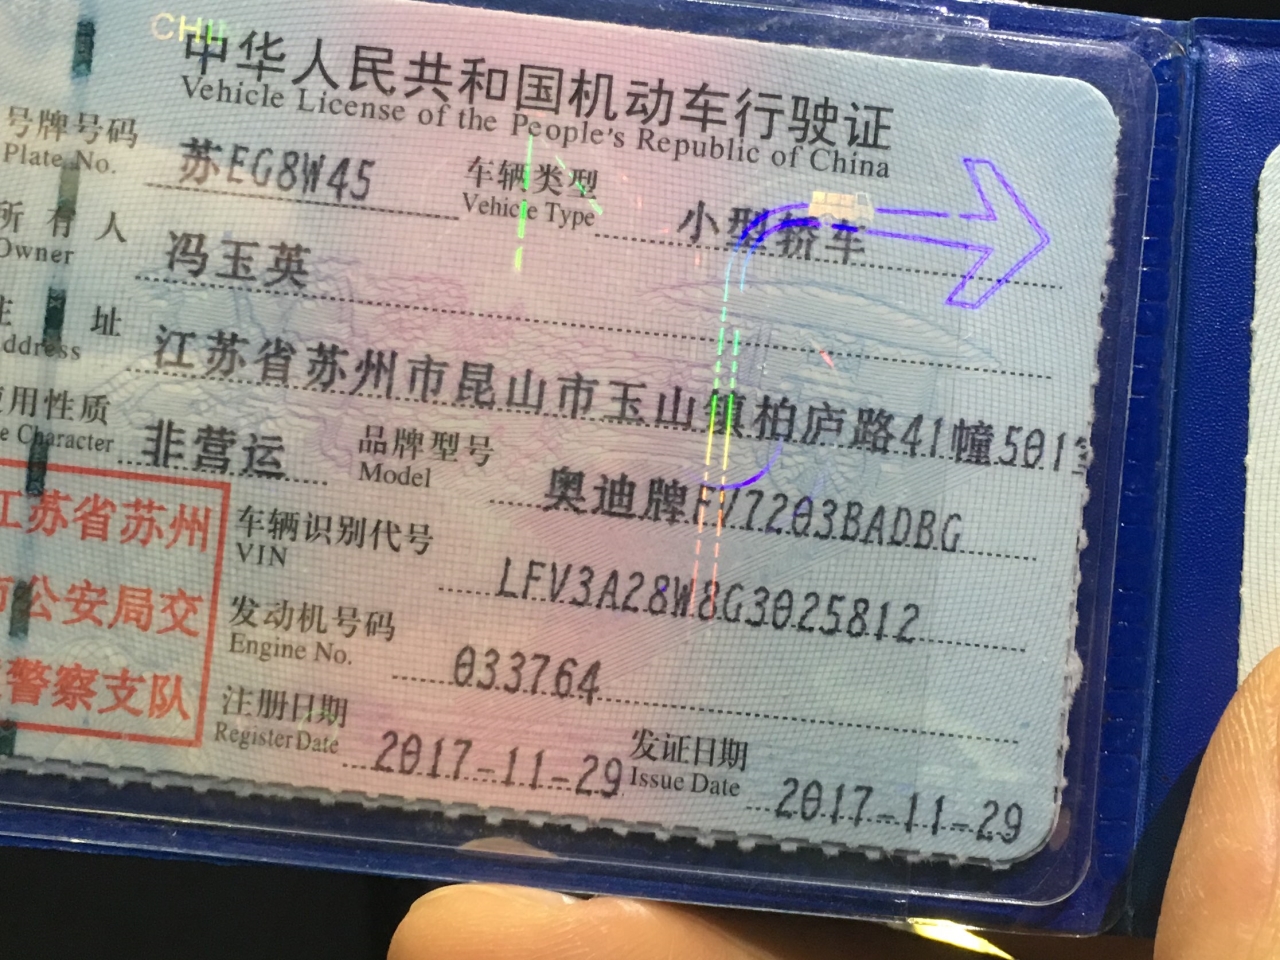 中华人民共和国机动车行驶证
Vehicle License of the People's Republic of China
号牌号码 苏EG8W45 车辆类型 小型轿车
Plate No. Vehicle Type
所有人 冯玉英
Owner
址 江苏省苏州市昆山市玉山镇柏庐路41幢501室
Address
使用性质 非营运 品牌型号 奥迪牌FV7203BADBG
Use Character Model
江苏省苏州 车辆识别代号 LFV3A28W8G3025812
VIN
市公安局交 发动机号码 033764
Engine No.
警察支队 注册日期 2017-11-29 发证日期 2017-11-29
Register Date Issue Date